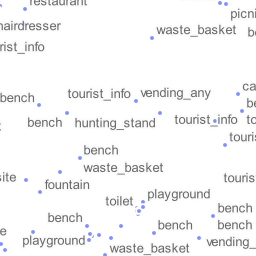 restaurant
picni
hairdresser
waste_basket
be
rist_info
ca
tourist_info
vending_any
bench
be
bench
hunting_stand
tourist_info
to
touris
bench
waste_basket
site
touris
fountain
playground
toilet
bench
bench
bench
bench
e
playground
waste_basket
vending_